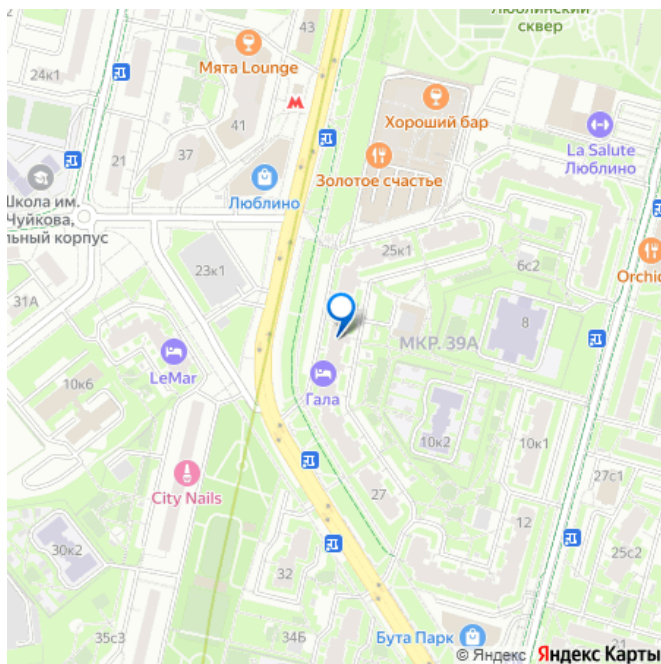 Люблинский
сквер
43
24к1
Мята Lounge
М
Хороший бар
41
La Salute
Люблино
21
37
Золотое счастье
Люблино
Школа им.
Чуйкова,
льный корпус
25к1
23к1
6с2
Orchid
31А
8
МКР. 39А
LeMar
Гала
10к6
10к2
10к1
City Nails
27
27с1
12
30к2
25с2
32
35с3
34Б
Бута Парк
© Яндекс Яндекс Карты